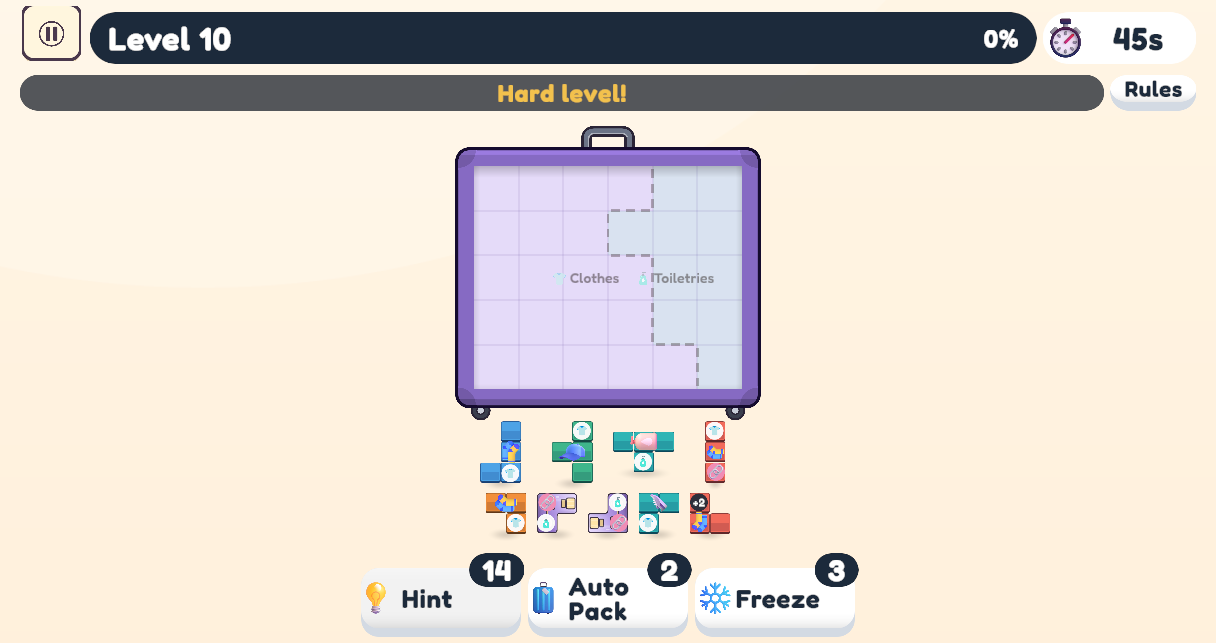 Level 10
0%
45s
Hard level!
Rules
Clothes
Toiletries
+2
Hint
14
Auto
Pack
2
Freeze
3